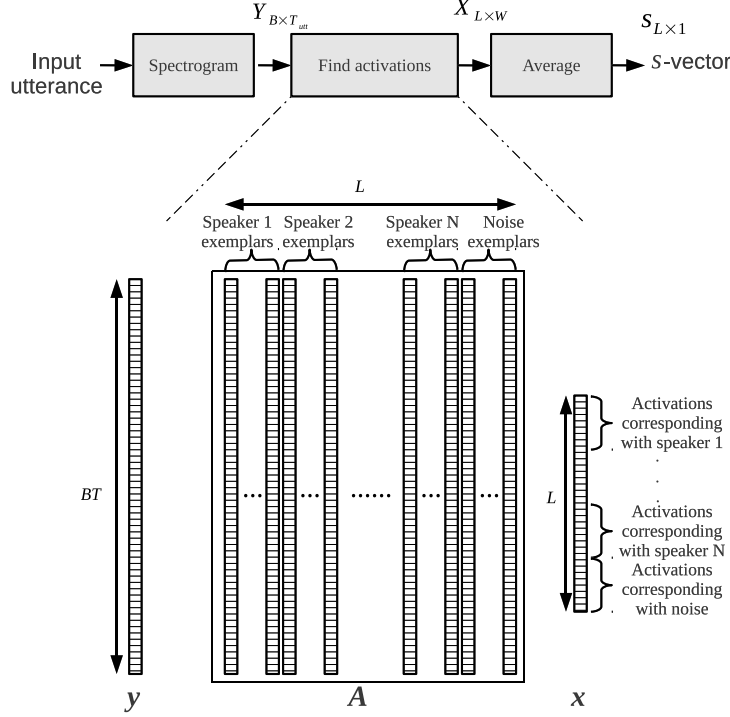 Y B×T utt
X L×W
s L×1
Input
utterance
Spectrogram
Find activations
Average
S-vector
L
Speaker 1
exemplars
Speaker 2
exemplars
Speaker N
exemplars
Noise
exemplars
BT
......
L
Activations
corresponding
with speaker 1
Activations
corresponding
with speaker N
Activations
corresponding
with noise
y
A
x